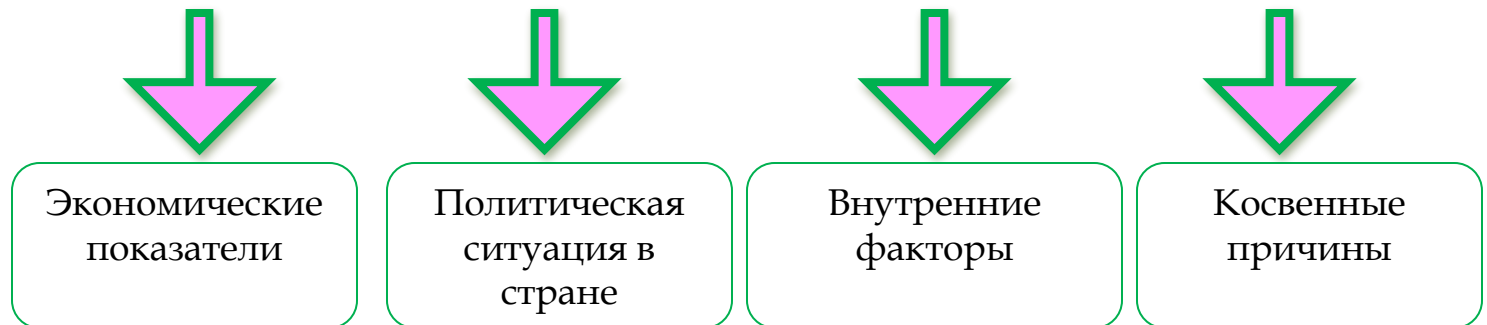 Экономические
показатели
Политическая
ситуация в
стране
Внутренние
факторы
Косвенные
причины